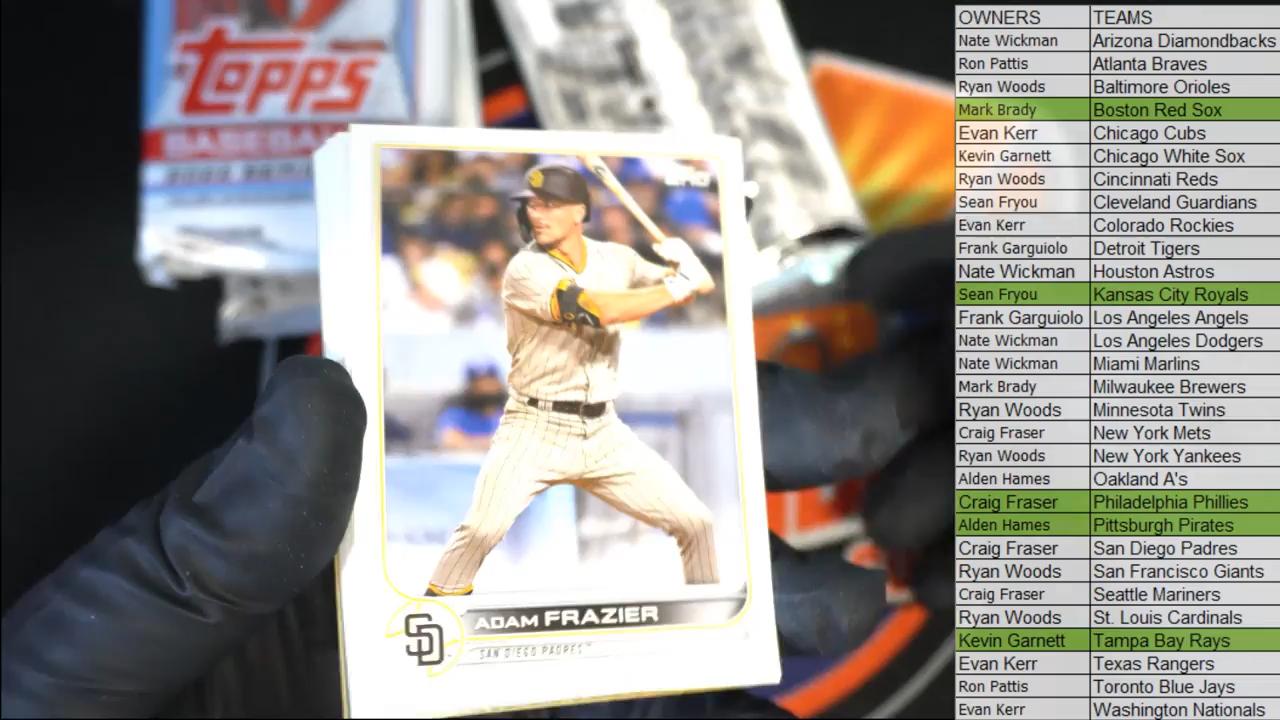 TOPPS
BASEBALL
ADAM FRAZIER
SAN DIEGO PADRES™
SD
OWNERS TEAMS
Nate Wickman Arizona Diamondbacks
Ron Pattis Atlanta Braves
Ryan Woods Baltimore Orioles
Mark Brady Boston Red Sox
Evan Kerr Chicago Cubs
Kevin Garnett Chicago White Sox
Ryan Woods Cincinnati Reds
Sean Fryou Cleveland Guardians
Evan Kerr Colorado Rockies
Frank Garguiolo Detroit Tigers
Nate Wickman Houston Astros
Sean Fryou Kansas City Royals
Frank Garguiolo Los Angeles Angels
Nate Wickman Los Angeles Dodgers
Nate Wickman Miami Marlins
Mark Brady Milwaukee Brewers
Ryan Woods Minnesota Twins
Craig Fraser New York Mets
Ryan Woods New York Yankees
Alden Hames Oakland A's
Craig Fraser Philadelphia Phillies
Alden Hames Pittsburgh Pirates
Craig Fraser San Diego Padres
Ryan Woods San Francisco Giants
Craig Fraser Seattle Mariners
Ryan Woods St. Louis Cardinals
Kevin Garnett Tampa Bay Rays
Evan Kerr Texas Rangers
Ron Pattis Toronto Blue Jays
Evan Kerr Washington Nationals